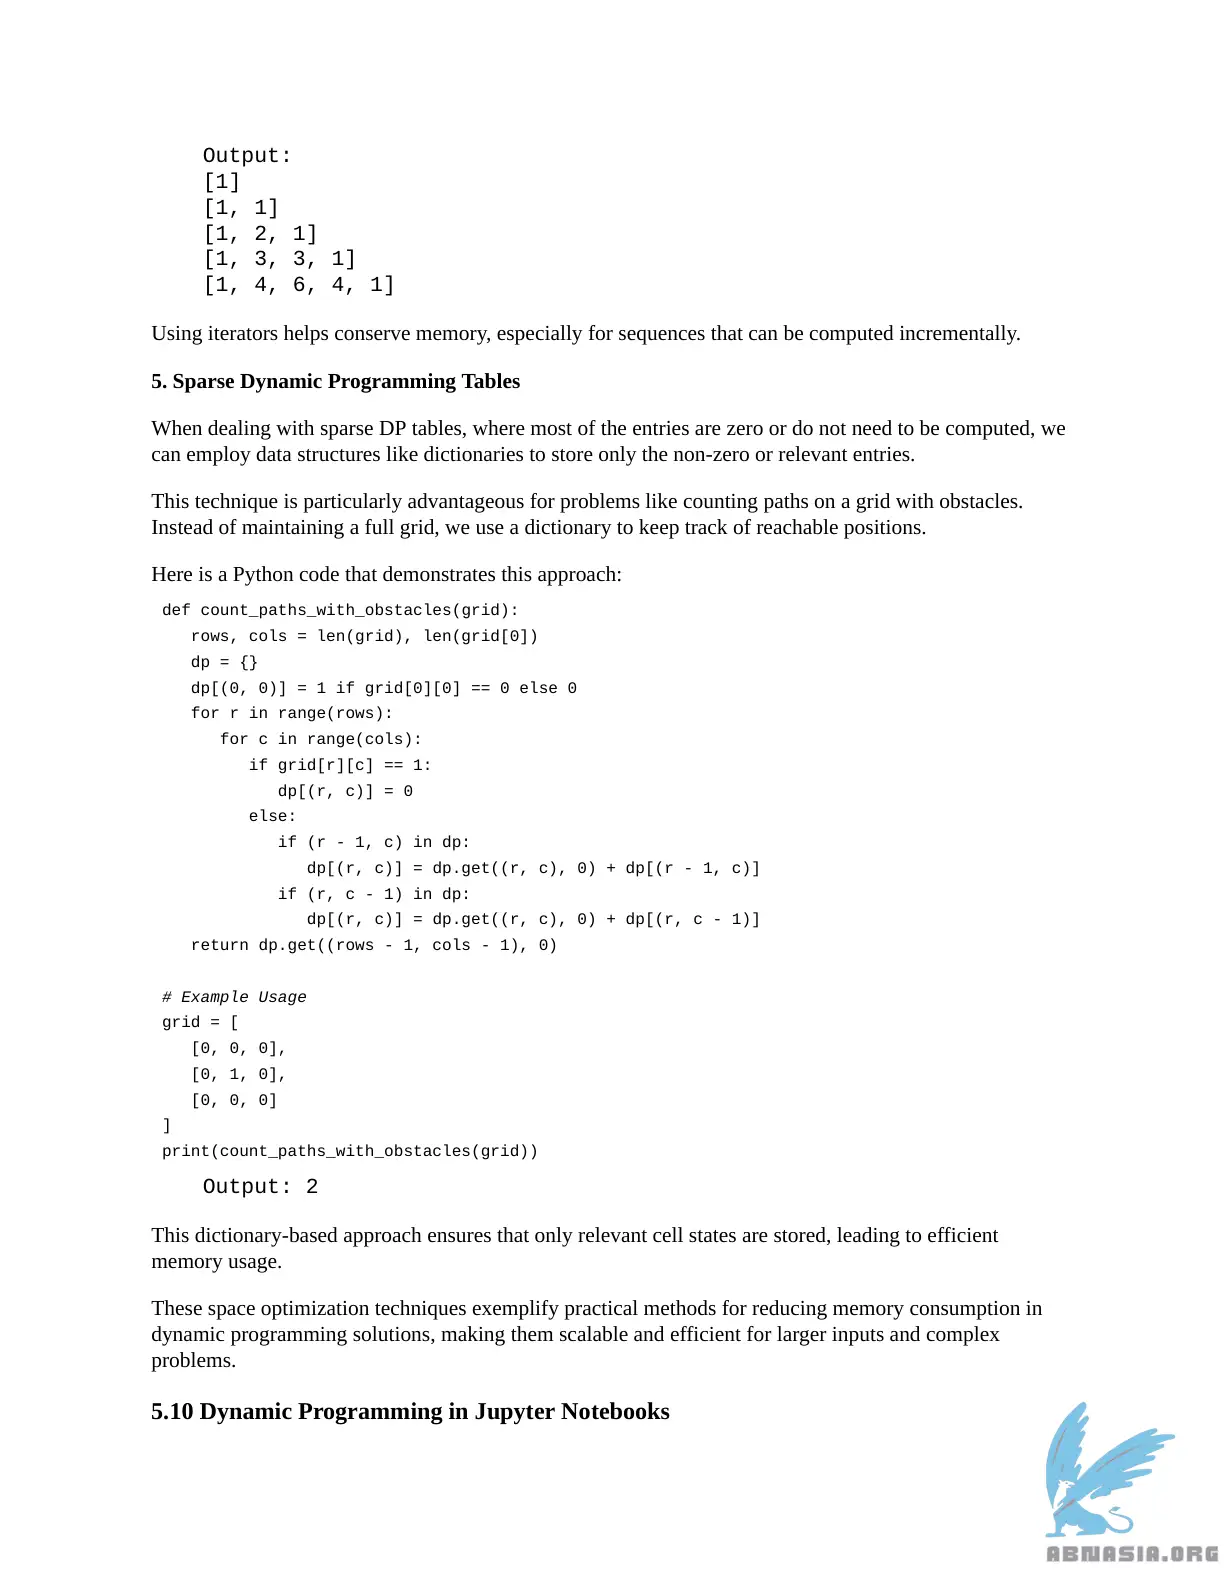 Output:
[1]
[1, 1]
[1, 2, 1]
[1, 3, 3, 1]
[1, 4, 6, 4, 1]
Using iterators helps conserve memory, especially for sequences that can be computed incrementally.
5. Sparse Dynamic Programming Tables
When dealing with sparse DP tables, where most of the entries are zero or do not need to be computed, we
can employ data structures like dictionaries to store only the non-zero or relevant entries.
This technique is particularly advantageous for problems like counting paths on a grid with obstacles.
Instead of maintaining a full grid, we use a dictionary to keep track of reachable positions.
Here is a Python code that demonstrates this approach:
def count_paths_with_obstacles(grid):
   rows, cols = len(grid), len(grid[0])
   dp = {}
   dp[(0, 0)] = 1 if grid[0][0] == 0 else 0
   for r in range(rows):
      for c in range(cols):
         if grid[r][c] == 1:
            dp[(r, c)] = 0
         else:
            if (r - 1, c) in dp:
               dp[(r, c)] = dp.get((r, c), 0) + dp[(r - 1, c)]
            if (r, c - 1) in dp:
               dp[(r, c)] = dp.get((r, c), 0) + dp[(r, c - 1)]
   return dp.get((rows - 1, cols - 1), 0)
# Example Usage
grid = [
   [0, 0, 0],
   [0, 1, 0],
   [0, 0, 0]
]
print(count_paths_with_obstacles(grid))
Output: 2
This dictionary-based approach ensures that only relevant cell states are stored, leading to efficient
memory usage.
These space optimization techniques exemplify practical methods for reducing memory consumption in
dynamic programming solutions, making them scalable and efficient for larger inputs and complex
problems.
5.10 Dynamic Programming in Jupyter Notebooks
ABNASIA.ORG